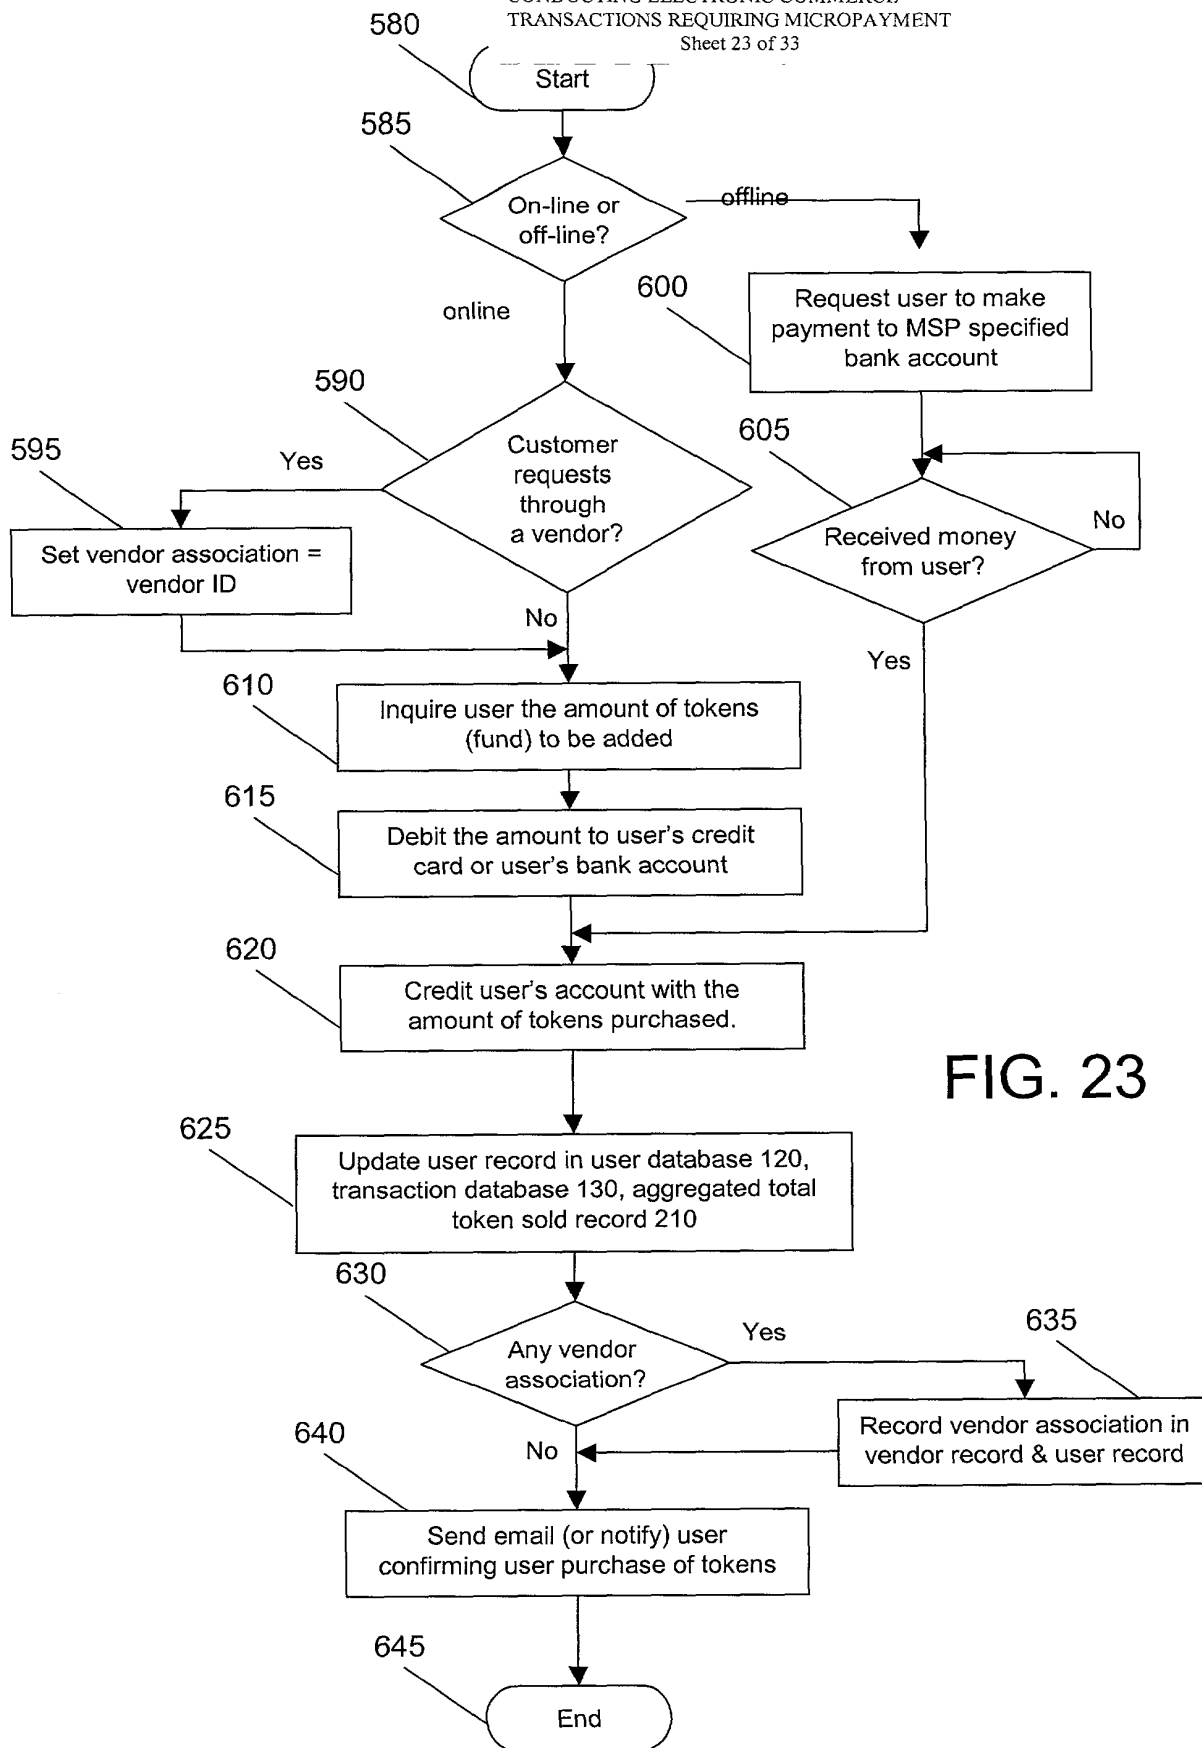 TRANSACTIONS REQUIRING MICROPAYMENT
Sheet 23 of 33
580
Start
585
On-line or
off-line?
offline
online
600
Request user to make
payment to MSP specified
bank account
590
Customer
requests
through
a vendor?
Yes
595
Set vendor association =
vendor ID
605
Received money
from user?
No
No
Yes
610
Inquire user the amount of tokens
(fund) to be added
615
Debit the amount to user's credit
card or user's bank account
620
Credit user's account with the
amount of tokens purchased.
FIG. 23
625
Update user record in user database 120,
transaction database 130, aggregated total
token sold record 210
630
Any vendor
association?
Yes
635
Record vendor association in
vendor record & user record
No
640
Send email (or notify) user
confirming user purchase of tokens
645
End